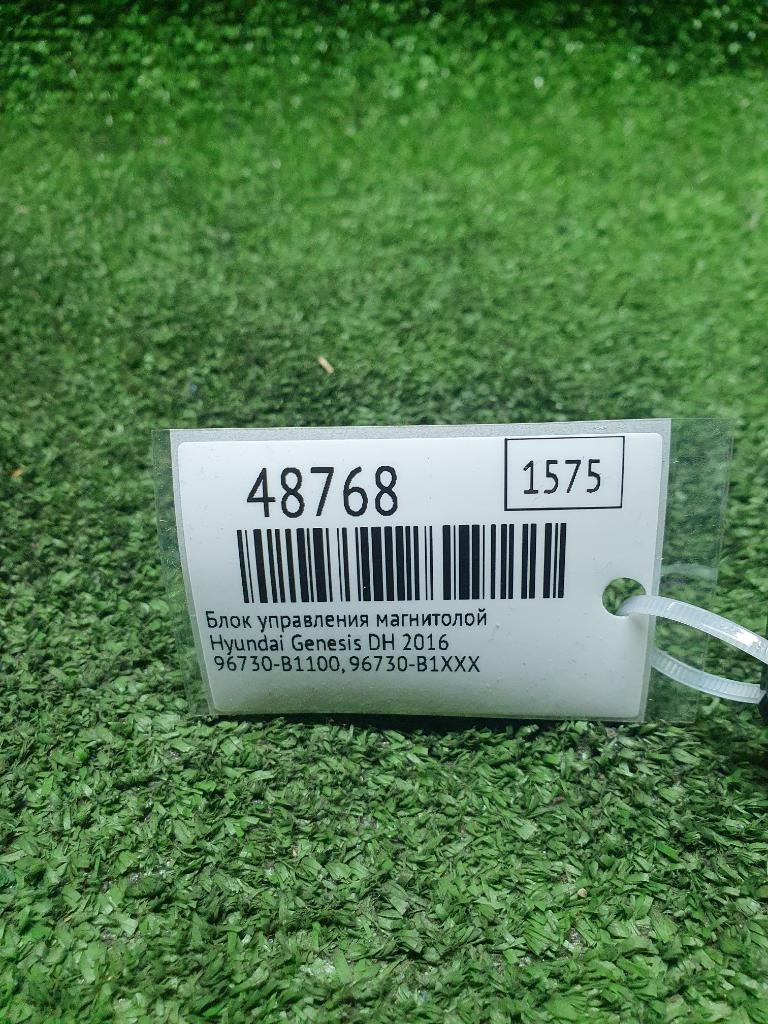 48768
1575
Блок управления магнитолой
Hyundai Genesis DH 2016
96730-B1100,96730-B1XXX